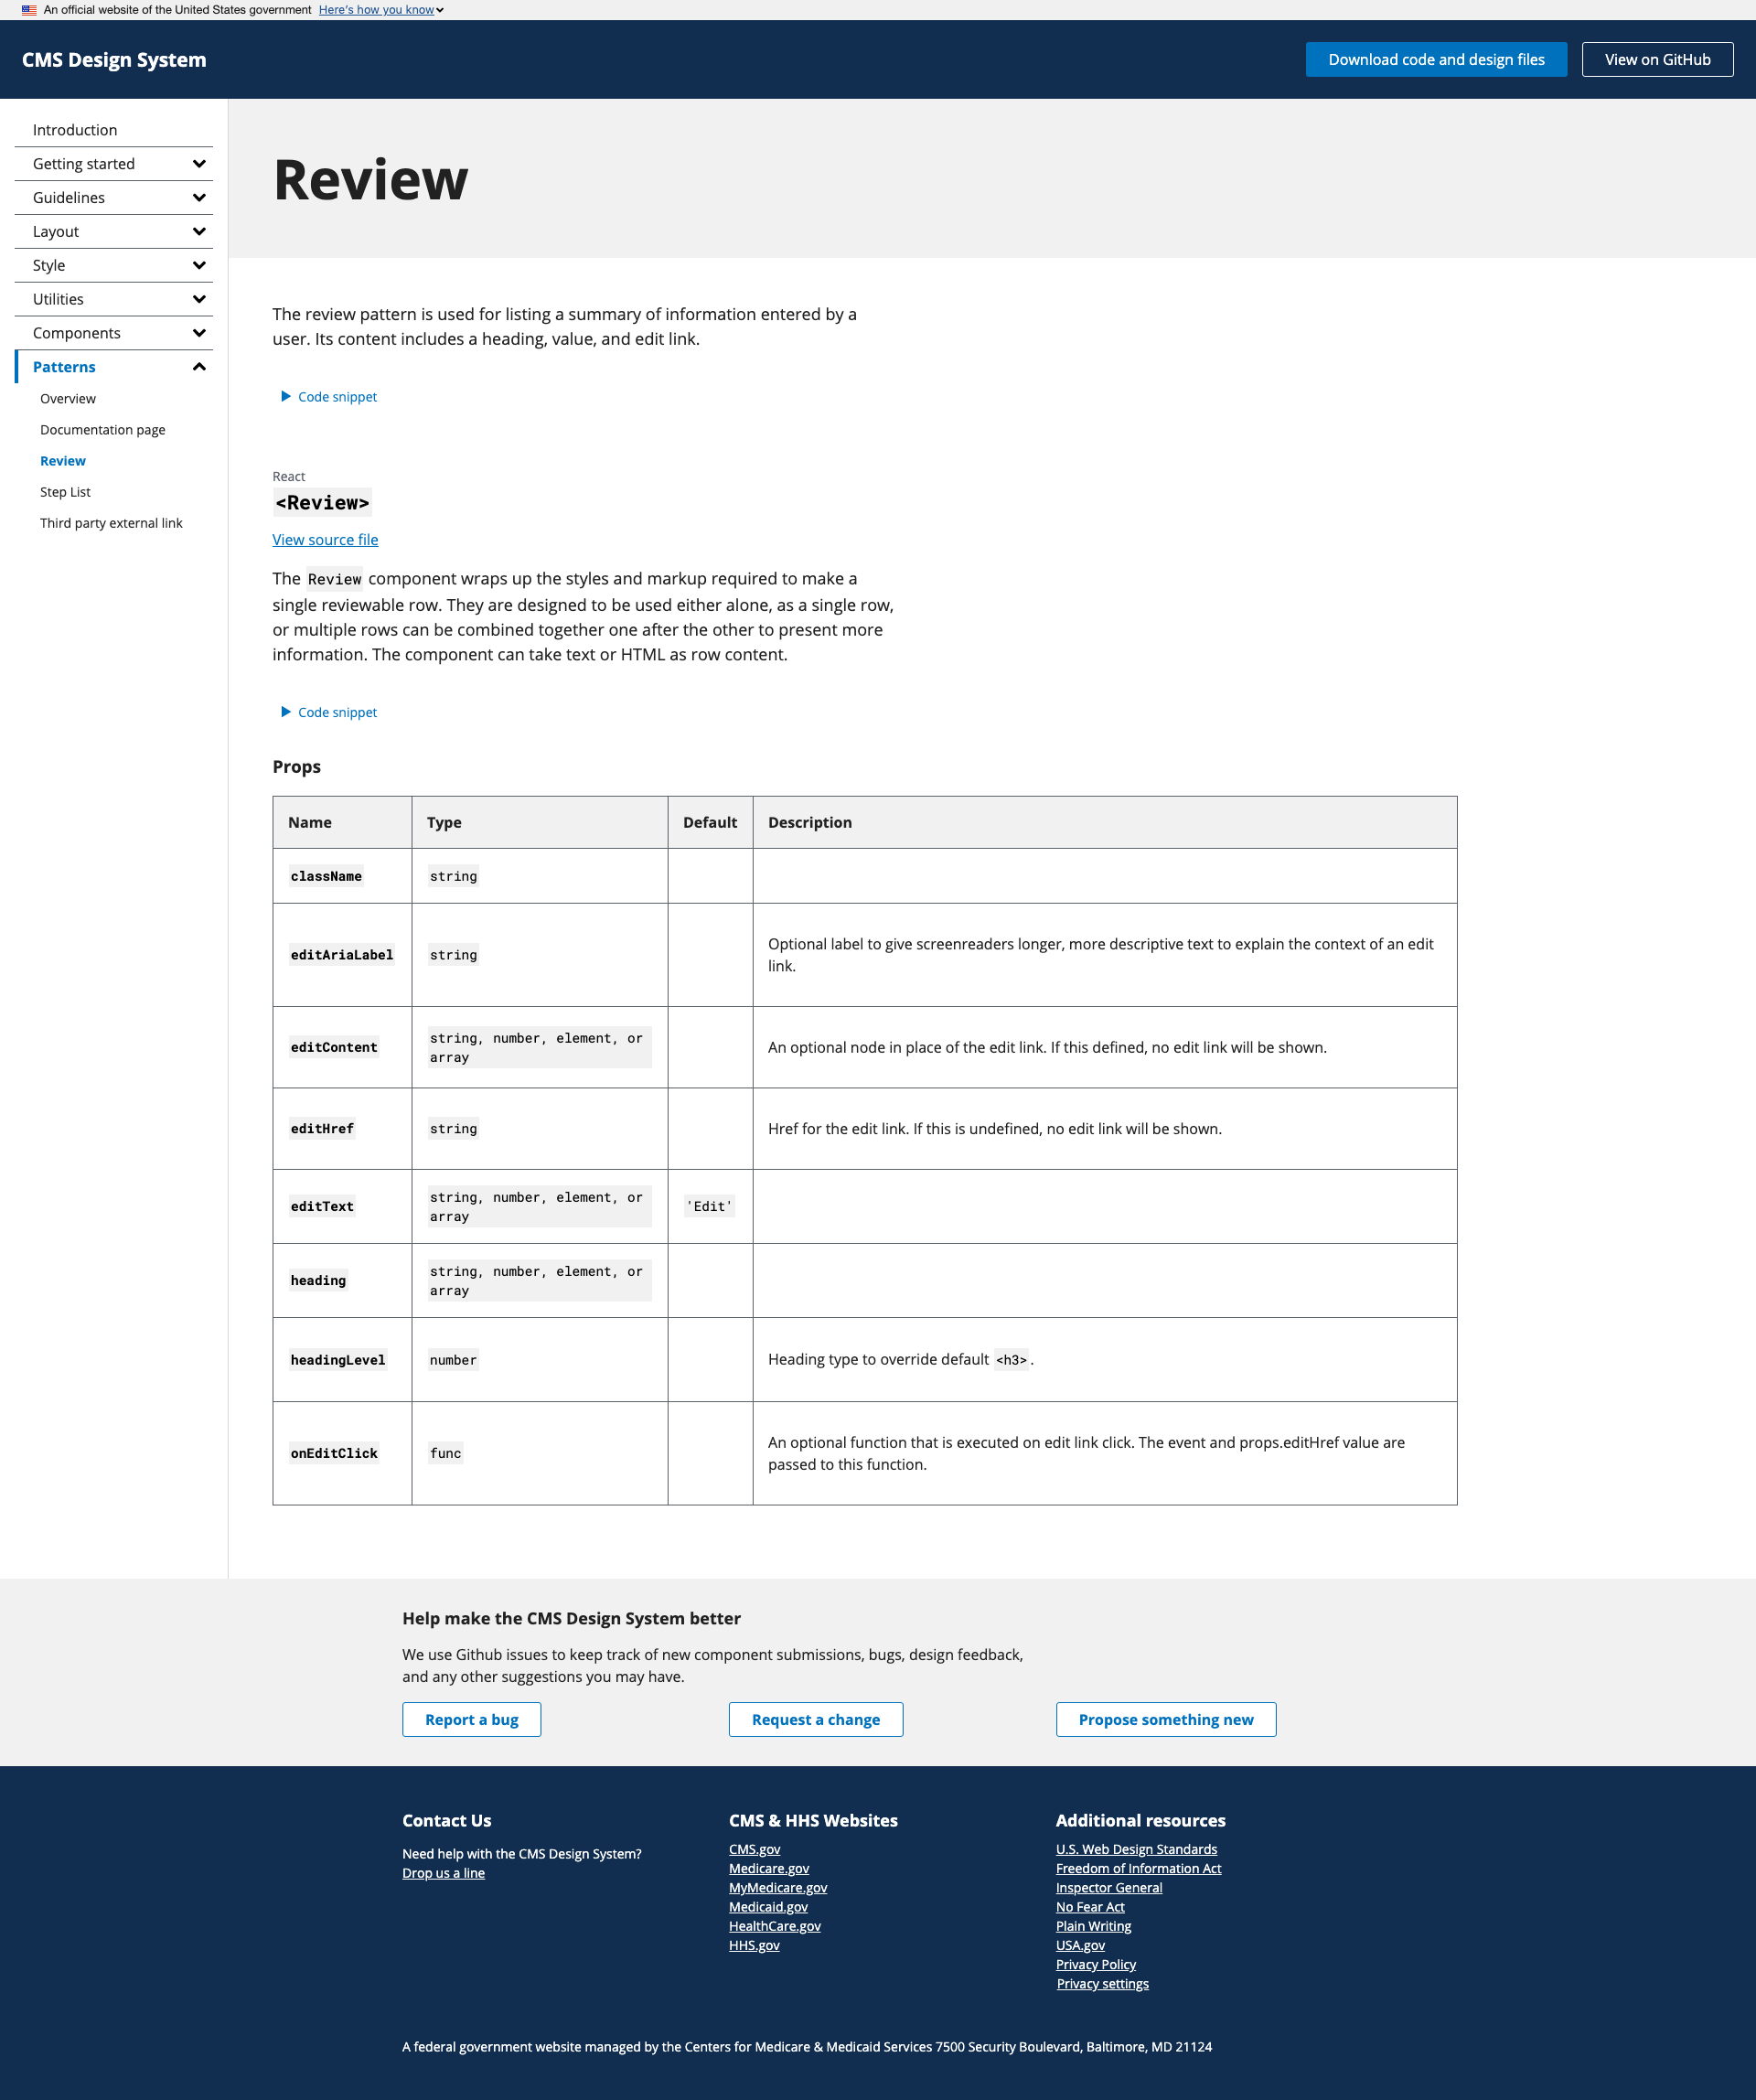 An official website of the United States government Here's how you know
CMS Design System
Download code and design files
View on GitHub
Introduction
Getting started
Guidelines
Layout
Style
Utilities
Components
Patterns
Overview
Documentation page
Review
Step List
Third party external link
Review
The review pattern is used for listing a summary of information entered by a
user. Its content includes a heading, value, and edit link.
Code snippet
React
<Review>
View source file
The Review component wraps up the styles and markup required to make a
single reviewable row. They are designed to be used either alone, as a single row,
or multiple rows can be combined together one after the other to present more
information. The component can take text or HTML as row content.
Code snippet
Props
Name Type Default Description
className string
editAriaLabel string Optional label to give screenreaders longer, more descriptive text to explain the context of an edit
link.
editContent string, number, element, or
array An optional node in place of the edit link. If this defined, no edit link will be shown.
editHref string Href for the edit link. If this is undefined, no edit link will be shown.
editText string, number, element, or
array 'Edit'
heading string, number, element, or
array
headingLevel number Heading type to override default <h3>.
onEditClick func An optional function that is executed on edit link click. The event and props.editHref value are
passed to this function.
Help make the CMS Design System better
We use Github issues to keep track of new component submissions, bugs, design feedback,
and any other suggestions you may have.
Report a bug
Request a change
Propose something new
Contact Us
Need help with the CMS Design System?
Drop us a line
CMS & HHS Websites
CMS.gov
Medicare.gov
MyMedicare.gov
Medicaid.gov
HealthCare.gov
HHS.gov
Additional resources
U.S. Web Design Standards
Freedom of Information Act
Inspector General
No Fear Act
Plain Writing
USA.gov
Privacy Policy
Privacy settings
A federal government website managed by the Centers for Medicare & Medicaid Services 7500 Security Boulevard, Baltimore, MD 21124